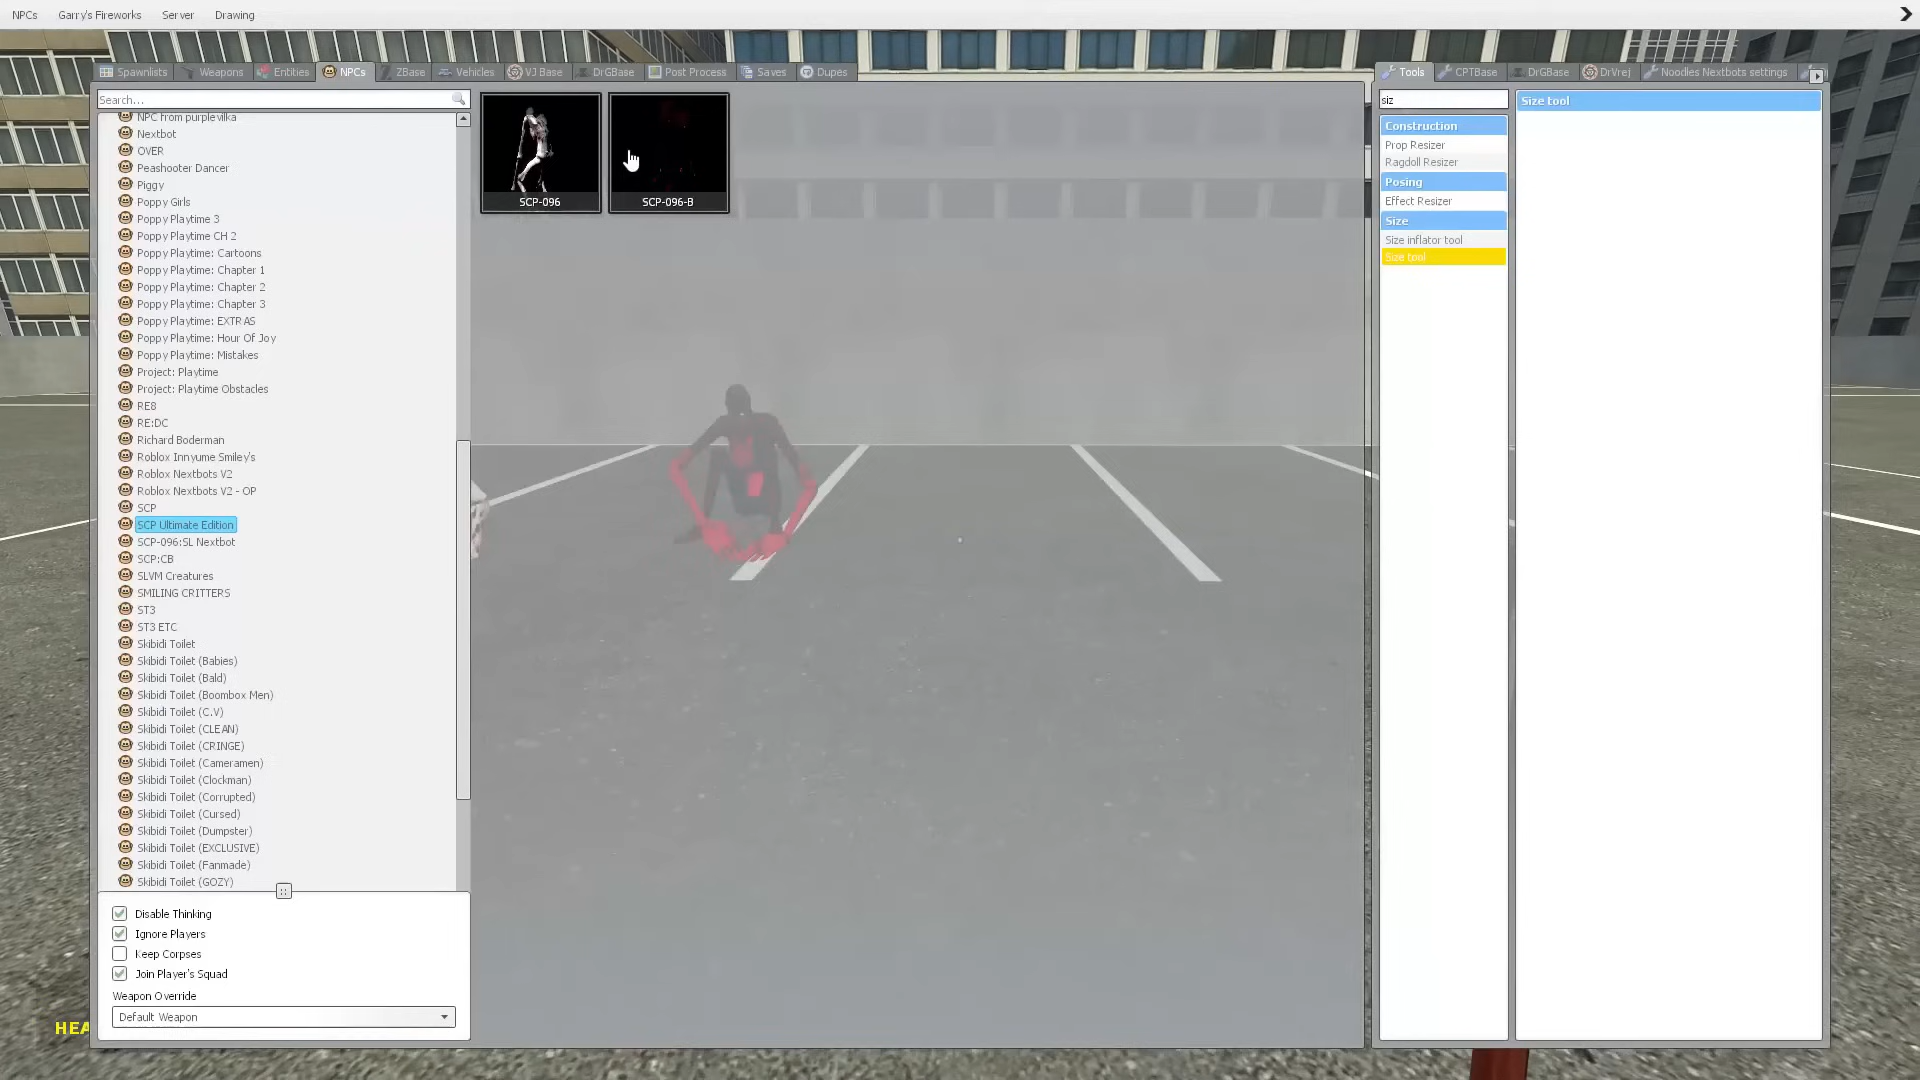 NPCs Garry's Fireworks Server Drawing
Spawnlists Weapons Entities NPCs ZBase Vehicles VJ Base DrGBase Post Process Saves Dupes
Tools CPTBase DrGBase DrVrej Noodles Nextbots settings
Search...
NPC from purplevilka
Nextbot
OVER
Peashooter Dancer
Piggy
Poppy Girls
Poppy Playtime 3
Poppy Playtime CH 2
Poppy Playtime: Cartoons
Poppy Playtime: Chapter 1
Poppy Playtime: Chapter 2
Poppy Playtime: Chapter 3
Poppy Playtime: EXTRAS
Poppy Playtime: Hour Of Joy
Poppy Playtime: Mistakes
Project: Playtime
Project: Playtime Obstacles
RE8
RE:DC
Richard Boderman
Roblox Innyume Smiley's
Roblox Nextbots V2
Roblox Nextbots V2 - OP
SCP
SCP Ultimate Edition
SCP-096:SL Nextbot
SCP:CB
SLVM Creatures
SMILING CRITTERS
ST3
ST3 ETC
Skibidi Toilet
Skibidi Toilet (Babies)
Skibidi Toilet (Bald)
Skibidi Toilet (Boombox Men)
Skibidi Toilet (C.V)
Skibidi Toilet (CLEAN)
Skibidi Toilet (CRINGE)
Skibidi Toilet (Cameramen)
Skibidi Toilet (Clockman)
Skibidi Toilet (Corrupted)
Skibidi Toilet (Cursed)
Skibidi Toilet (Dumpster)
Skibidi Toilet (EXCLUSIVE)
Skibidi Toilet (Fanmade)
Skibidi Toilet (GOZY)
Disable Thinking
Ignore Players
Keep Corpses
Join Player's Squad
Weapon Override
Default Weapon
HEA
SCP-096
SCP-096-B
siz
Construction
Prop Resizer
Ragdoll Resizer
Posing
Effect Resizer
Size
Size inflator tool
Size tool
Size tool